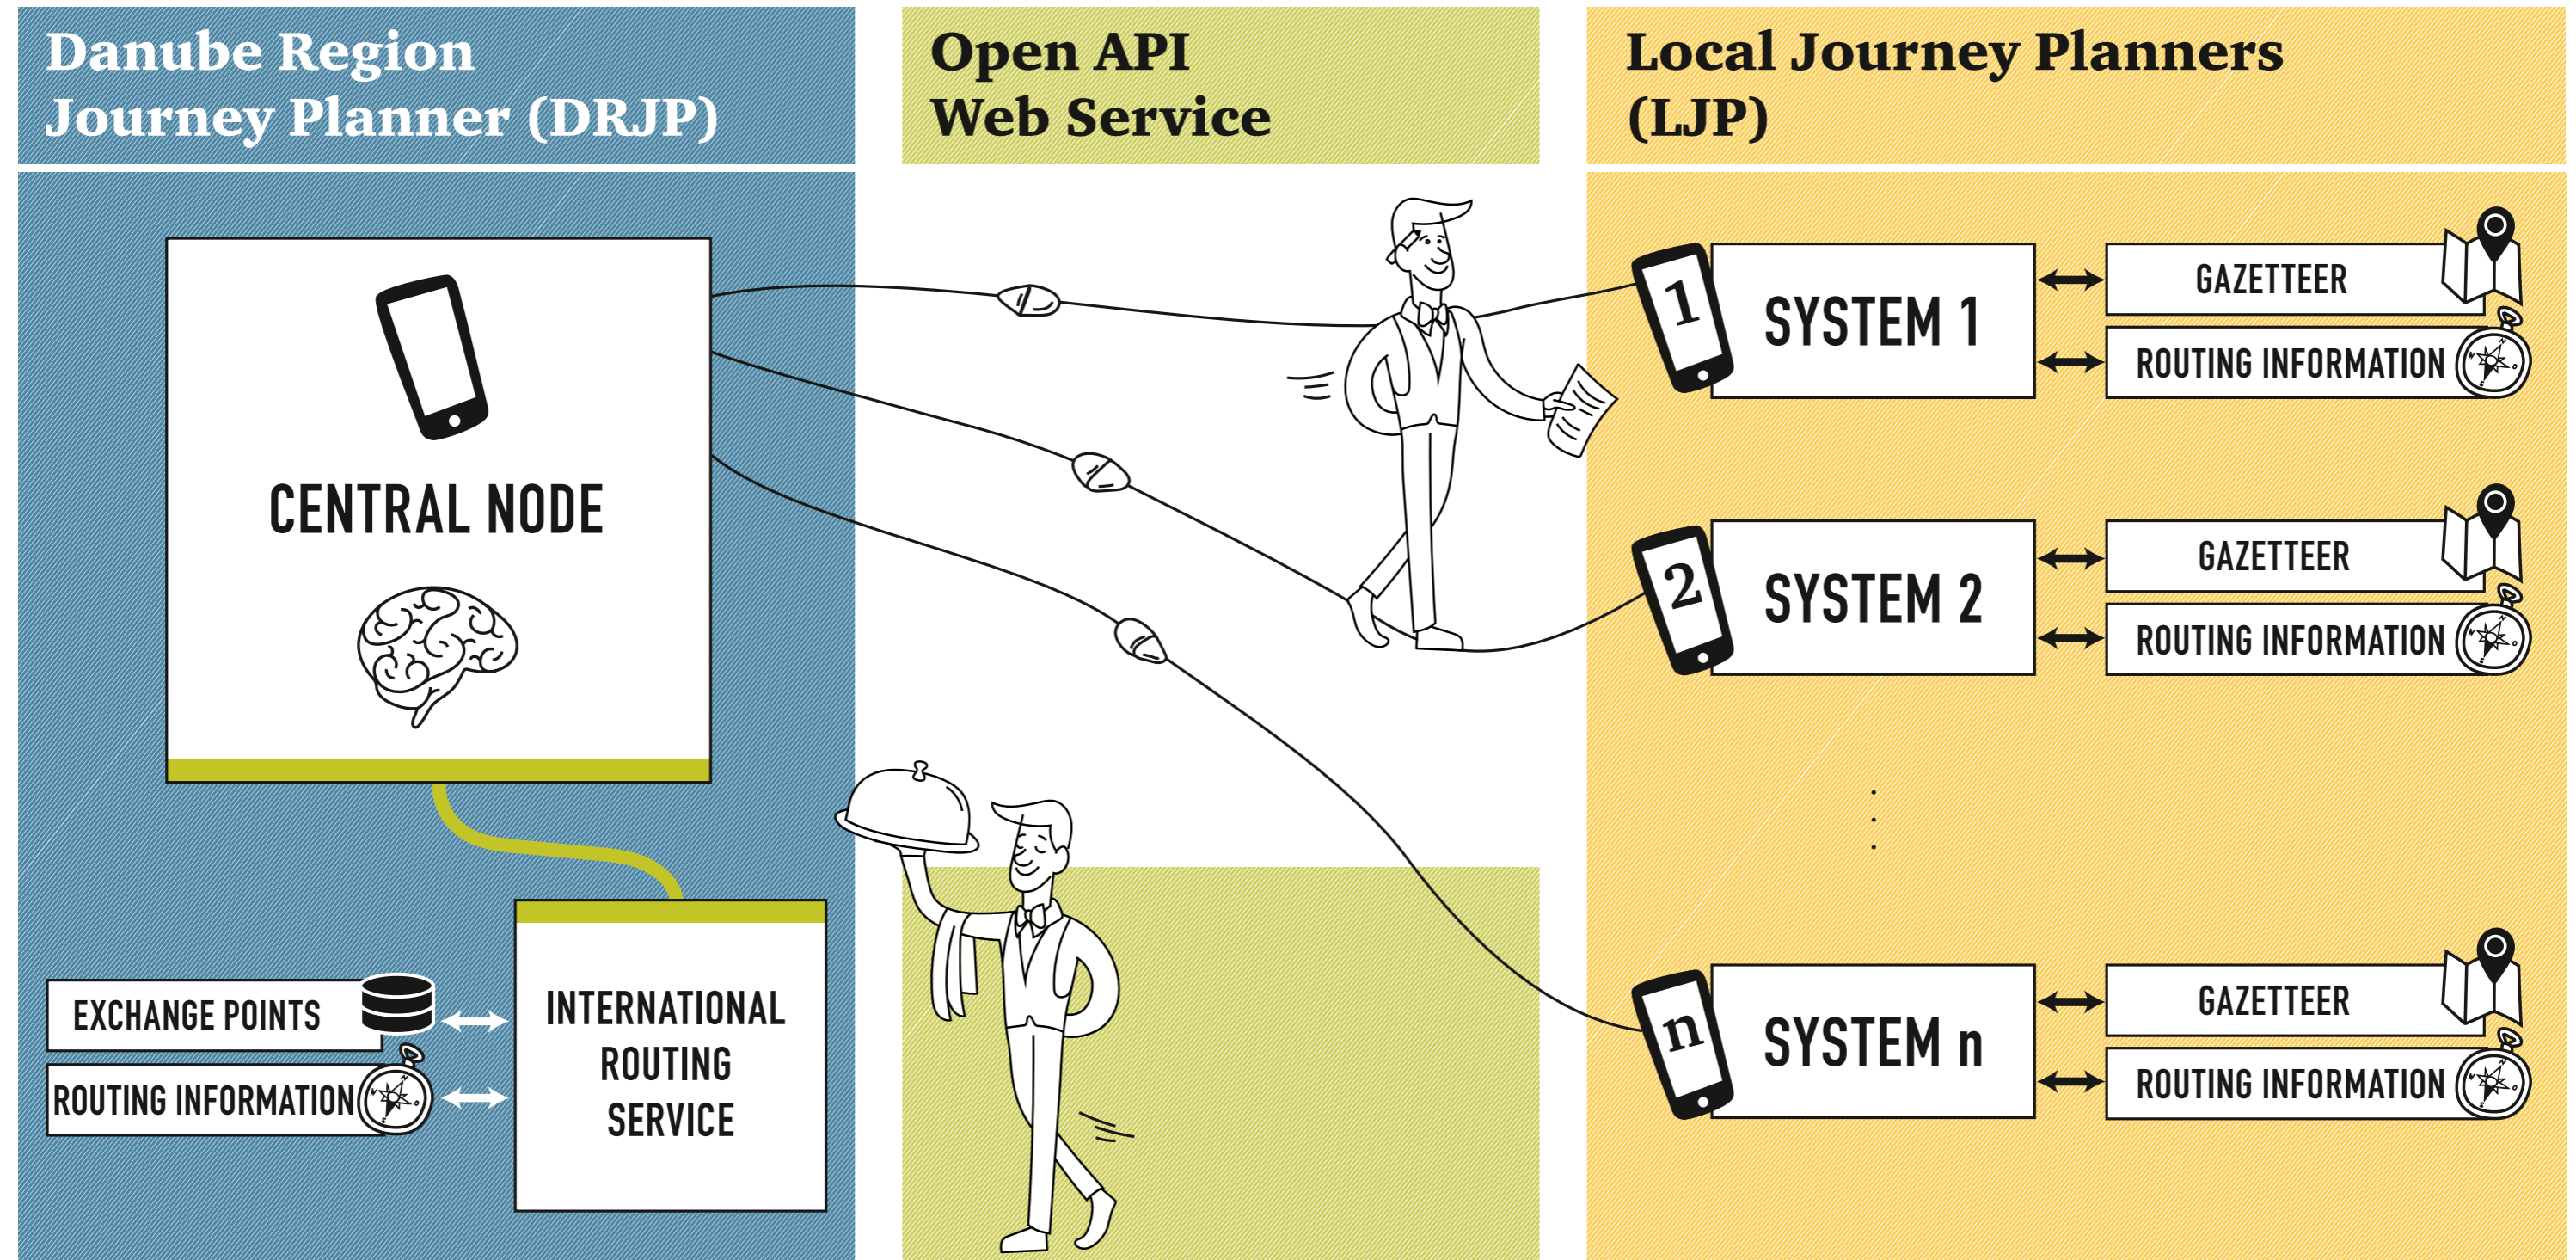 Danube Region
Journey Planner (DRJP)
Open API
Web Service
Local Journey Planners
(LJP)
CENTRAL NODE
EXCHANGE POINTS
ROUTING INFORMATION
INTERNATIONAL
ROUTING
SERVICE
1
SYSTEM 1
GAZETTEER
ROUTING INFORMATION
2
SYSTEM 2
GAZETTEER
ROUTING INFORMATION
n
SYSTEM n
GAZETTEER
ROUTING INFORMATION